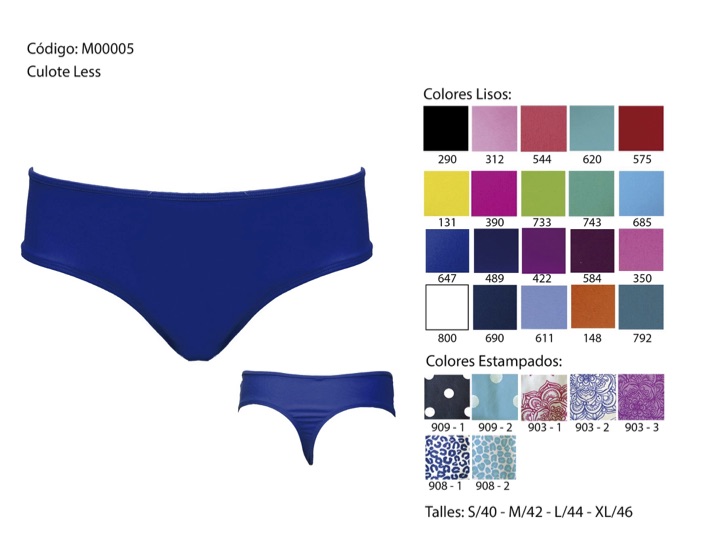 Código: M00005
Culote Less
Colores Lisos:
290 312 544 620 575
131 390 733 743 685
647 489 422 584 350
800 690 611 148 792
Colores Estampados:
909 - 1 909 - 2 903 - 1 903 - 2 903 - 3
908 - 1 908 - 2
Talles: S/40 - M/42 - L/44 - XL/46